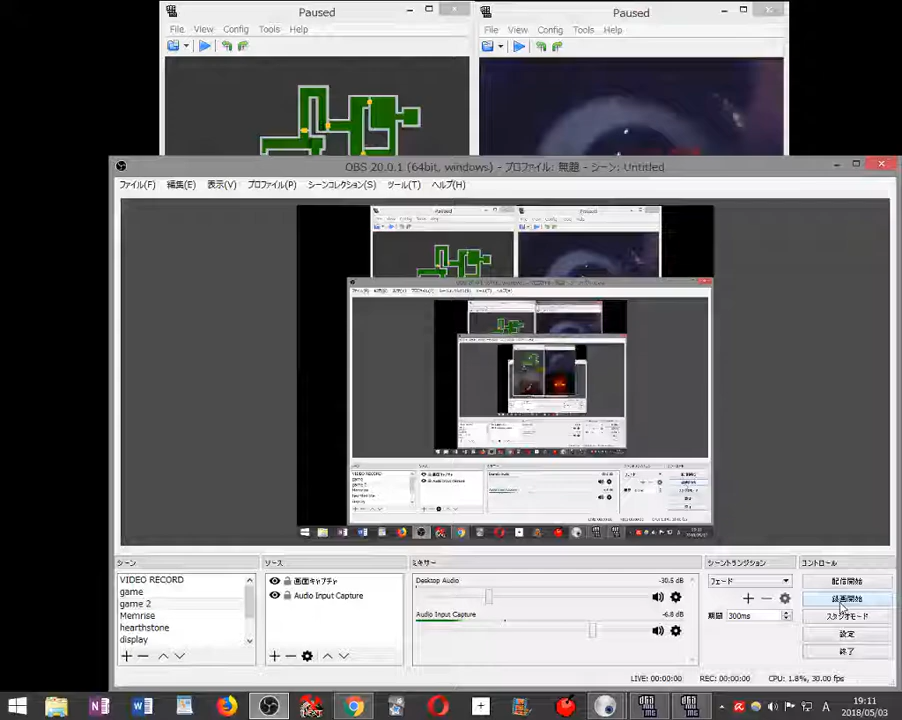 Paused
File View Config Tools Help
Paused
File View Config Tools Help
OBS 20.0.1 (64bit, windows) - プロファイル: 無題 - シーン: Untitled
ファイル(F) 編集(E) 表示(V) プロファイル(P) シーンコレクション(S) ツール(T) ヘルプ(H)
シーン
VIDEO RECORD
game
game 2
Memrise
hearthstone
display
ソース
画面キャプチャ
Audio Input Capture
ミキサー
Desktop Audio
-30.5 dB
Audio Input Capture
-6.8 dB
シーントランジション
フェード
期間 300ms
コントロール
配信開始
録画開始
スタジオモード
設定
終了
LIVE: 00:00:00 REC: 00:00:00 CPU: 1.8%, 30.00 fps
A
19:11
2018/05/03